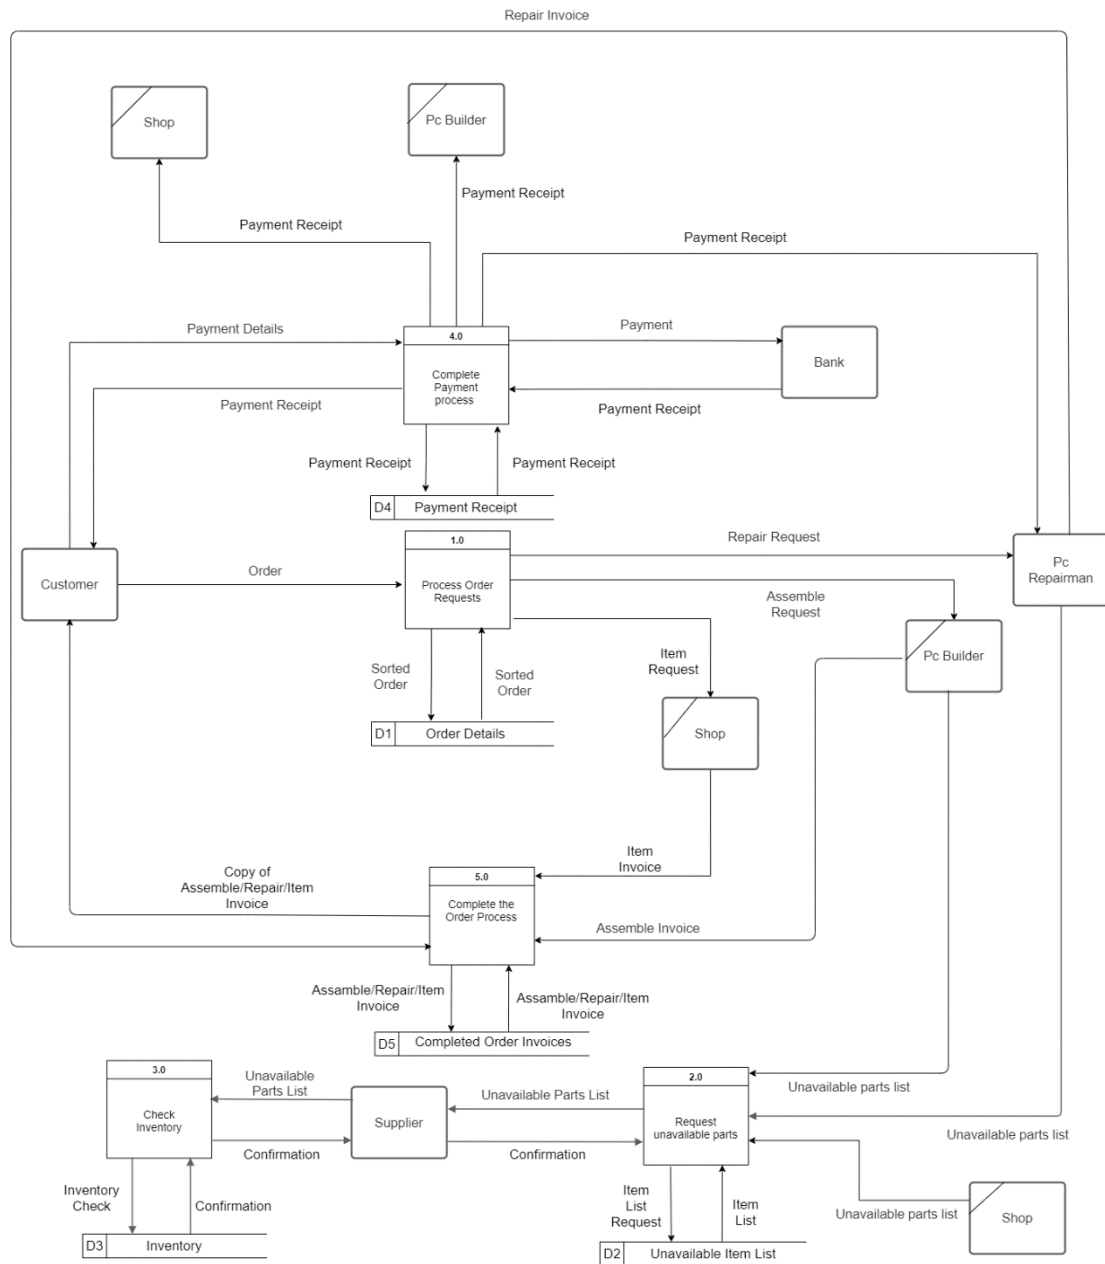 Repair Invoice
Shop
Pc Builder
Payment Receipt
Payment Receipt
Payment Receipt
Payment Details
4.0
Complete
Payment
process
Payment
Bank
Payment Receipt
Payment Receipt
Payment Receipt
Payment Receipt
D4
Payment Receipt
1.0
Process Order
Requests
Repair Request
Pc
Repairman
Customer
Order
Assemble
Request
Pc Builder
Item
Request
Sorted
Order
Sorted
Order
Shop
D1
Order Details
Item
Invoice
Copy of
Assemble/Repair/Item
Invoice
5.0
Complete the
Order Process
Assemble Invoice
Assamble/Repair/Item
Invoice
Assamble/Repair/Item
Invoice
D5
Completed Order Invoices
3.0
Check
Inventory
Unavailable
Parts List
Supplier
Unavailable Parts List
2.0
Request
unavailable parts
Unavailable parts list
Unavailable parts list
Confirmation
Confirmation
Unavailable parts list
Shop
Inventory
Check
Confirmation
Item
List
Request
Item
List
D3
Inventory
D2
Unavailable Item List